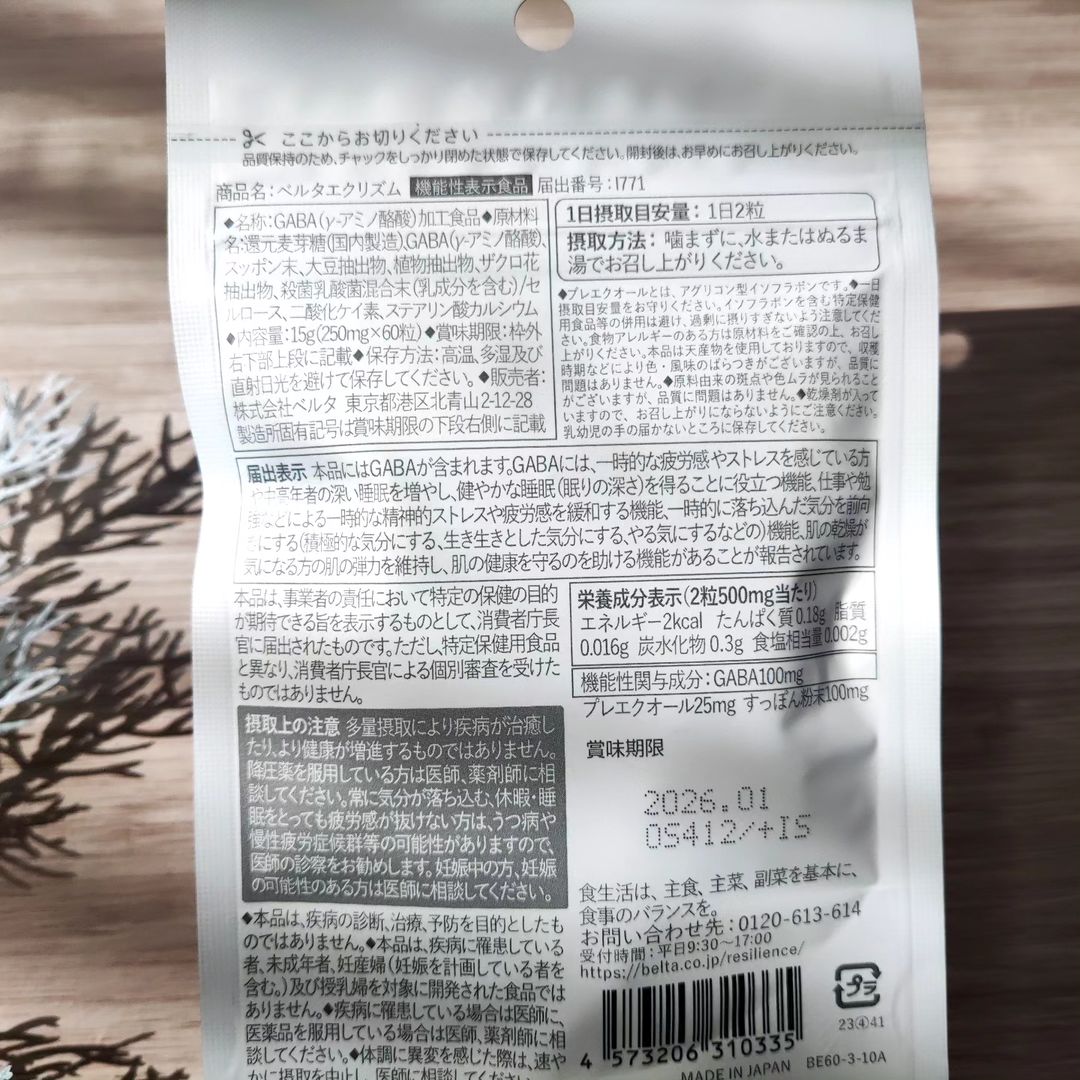 ここからお切りください
品質保持のため、チャックをしっかり閉めた状態で保存してください。開封後は、お早めにお召し上がりください。
商品名：ベルタエクリズム 機能性表示食品 届出番号：I771
◆名称：GABA（γ-アミノ酪酸）加工食品◆原材料
名：還元麦芽糖（国内製造）、GABA（γ-アミノ酪酸）、
スッポン末、大豆抽出物、植物抽出物、ザクロ花
抽出物、殺菌乳酸菌混合末（乳成分を含む）/セ
ルロース、二酸化ケイ素、ステアリン酸カルシウム
◆内容量：15g（250mg×60粒）◆賞味期限：枠外
右下部上段に記載◆保存方法：高温、多湿及び
直射日光を避けて保存してください。◆販売者：
株式会社ベルタ 東京都港区北青山2-12-28
製造所固有記号は賞味期限の下段右側に記載
1日摂取目安量：1日2粒
摂取方法：噛まずに、水またはぬるま
湯でお召し上がりください。
◆プレエクオールとは、アグリコン型イソフラボンです。◆一日
摂取目安量をお守りください。イソフラボンを含む特定保健
用食品等の併用は避け、過剰に摂りすぎないよう注意してくだ
さい。食物アレルギーのある方は原材料をご確認の上、お召し
上がりください。本品は天産物を使用しておりますので、収穫
時期などにより色・風味のばらつきがございますが、品質に
問題はありません。◆原料由来の斑点や色ムラが見られること
がございますが、品質に問題はありません。◆乾燥剤が入って
いますので、お召し上がりにならないようにご注意ください。
乳幼児の手の届かないところに保存してください。
届出表示 本品にはGABAが含まれます。GABAには、一時的な疲労感やストレスを感じている方
や中高年者の深い睡眠を増やし、健やかな睡眠（眠りの深さ）を得ることに役立つ機能、仕事や勉
強などによる一時的な精神的ストレスや疲労感を緩和する機能、一時的に落ち込んだ気分を前向
きにする（積極的な気分にする、生き生きとした気分にする、やる気にするなどの）機能、肌の乾燥が
気になる方の肌の弾力を維持し、肌の健康を守るのを助ける機能があることが報告されています。
本品は、事業者の責任において特定の保健の目的
が期待できる旨を表示するものとして、消費者庁長
官に届出されたものです。ただし、特定保健用食品
と異なり、消費者庁長官による個別審査を受けた
ものではありません。
栄養成分表示（2粒500mg当たり）
エネルギー2kcal たんぱく質0.18g 脂質
0.016g 炭水化物0.3g 食塩相当量0.002g
機能性関与成分：GABA100mg
プレエクオール25mg すっぽん粉末100mg
摂取上の注意 多量摂取により疾病が治癒し
たり、より健康が増進するものではありません。
降圧薬を服用している方は医師、薬剤師に相
談してください。常に気分が落ち込む、休暇・睡
眠をとっても疲労感が抜けない方は、うつ病や
慢性疲労症候群等の可能性がありますので、
医師の診察をお勧めします。妊娠中の方、妊娠
の可能性のある方は医師に相談してください。
賞味期限
2026.01
05412/+IS
食生活は、主食、主菜、副菜を基本に、
食事のバランスを。
お問い合わせ先：0120-613-614
受付時間：平日9:30〜17:00
https://belta.co.jp/resilience/
◆本品は、疾病の診断、治療、予防を目的としたも
のではありません。◆本品は、疾病に罹患している
者、未成年者、妊産婦（妊娠を計画している者を
含む。）及び授乳婦を対象に開発された食品では
ありません。◆疾病に罹患している場合は医師に、
医薬品を服用している場合は医師、薬剤師に相談
してください。◆体調に異変を感じた際は、速や
かに摂取を中止し、医師に相談してください。
プラ
23④41
4 573206 310335
MADE IN JAPAN BE60-3-10A